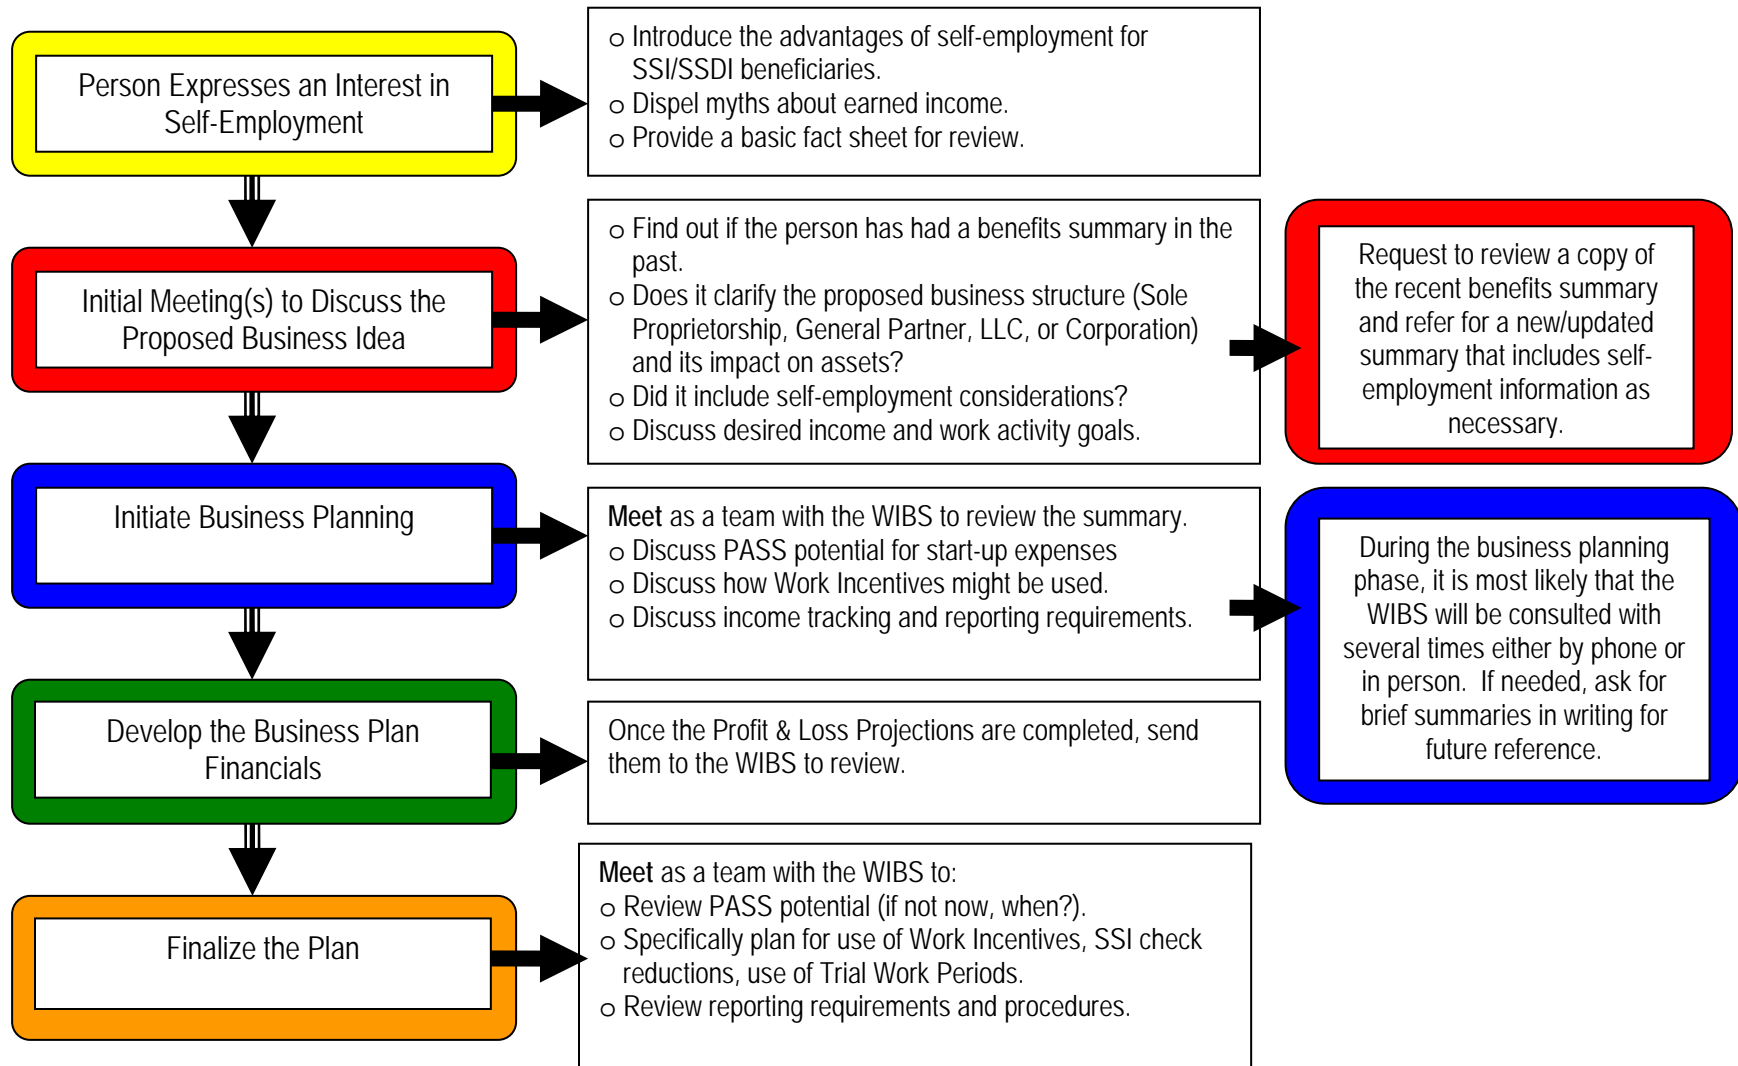 Person Expresses an Interest in
Self-Employment
o Introduce the advantages of self-employment for
SSI/SSDI beneficiaries.
o Dispel myths about earned income.
o Provide a basic fact sheet for review.
Initial Meeting(s) to Discuss the
Proposed Business Idea
o Find out if the person has had a benefits summary in the
past.
o Does it clarify the proposed business structure (Sole
Proprietorship, General Partner, LLC, or Corporation)
and its impact on assets?
o Did it include self-employment considerations?
o Discuss desired income and work activity goals.
Request to review a copy of
the recent benefits summary
and refer for a new/updated
summary that includes self-
employment information as
necessary.
Initiate Business Planning
Meet as a team with the WIBS to review the summary.
o Discuss PASS potential for start-up expenses
o Discuss how Work Incentives might be used.
o Discuss income tracking and reporting requirements.
During the business planning
phase, it is most likely that the
WIBS will be consulted with
several times either by phone or
in person.  If needed, ask for
brief summaries in writing for
future reference.
Develop the Business Plan
Financials
Once the Profit & Loss Projections are completed, send
them to the WIBS to review.
Finalize the Plan
Meet as a team with the WIBS to:
o Review PASS potential (if not now, when?).
o Specifically plan for use of Work Incentives, SSI check
reductions, use of Trial Work Periods.
o Review reporting requirements and procedures.